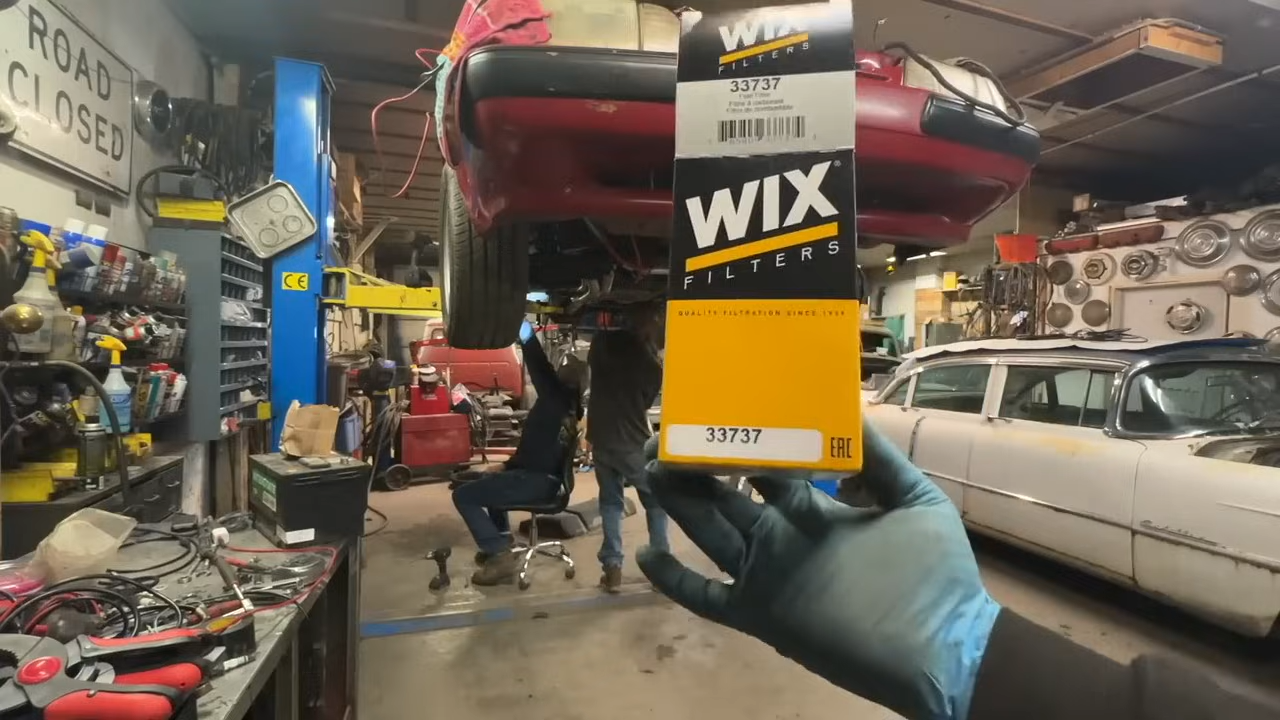 ROAD
CLOSED
WIX
FILTERS
33737
Fuel Filter
Filtre à carburant
Filtro de combustible
WIX®
FILTERS
QUALITY FILTRATION SINCE 1939
33737
EAC
CE
Cadillac